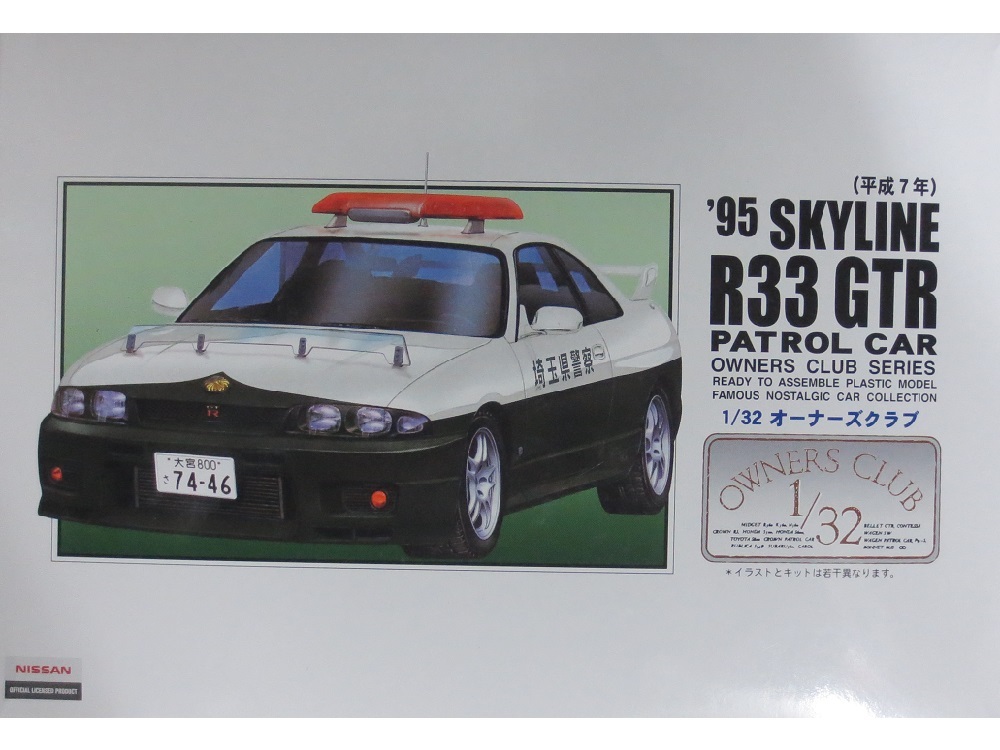 (平成7年)
'95 SKYLINE
R33 GTR
PATROL CAR
OWNERS CLUB SERIES
READY TO ASSEMBLE PLASTIC MODEL
FAMOUS NOSTALGIC CAR COLLECTION
1/32 オーナーズクラブ
OWNERS CLUB
1/32
*イラストとキットは若干異なります。
埼玉県警察
R
大宮800
さ 74-46
NISSAN
OFFICIAL LICENSED PRODUCT